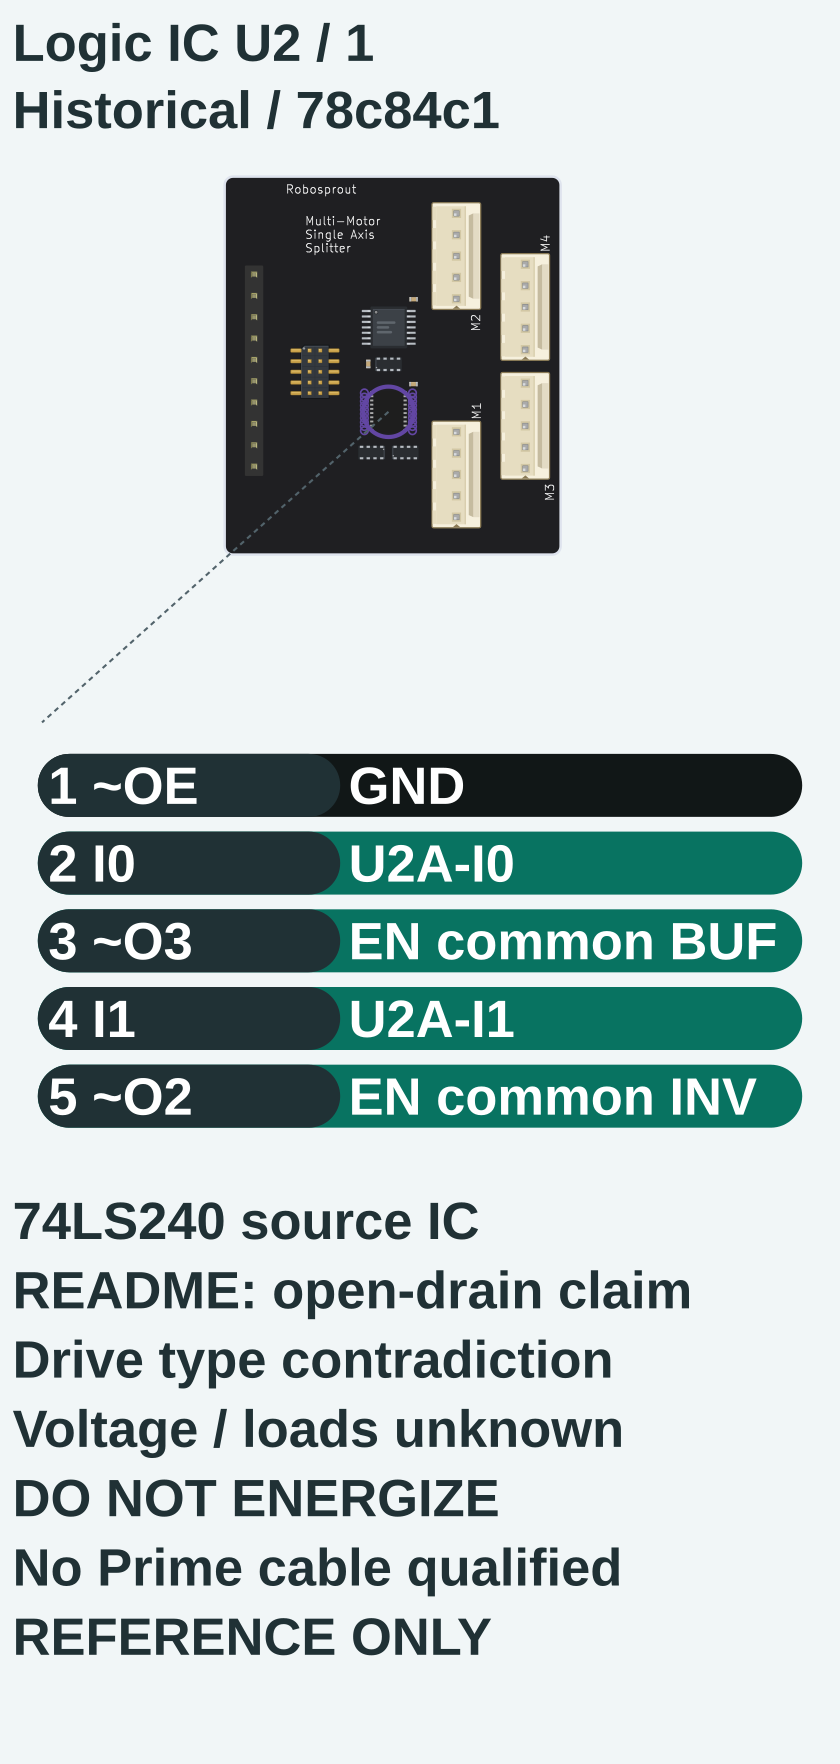 Logic IC U2 / 1
Historical / 78c84c1
Robosprout
Multi-Motor
Single Axis
Splitter
M4
M2
M1
M3
1 ~OE GND
2 I0 U2A-I0
3 ~O3 EN common BUF
4 I1 U2A-I1
5 ~O2 EN common INV
74LS240 source IC
README: open-drain claim
Drive type contradiction
Voltage / loads unknown
DO NOT ENERGIZE
No Prime cable qualified
REFERENCE ONLY